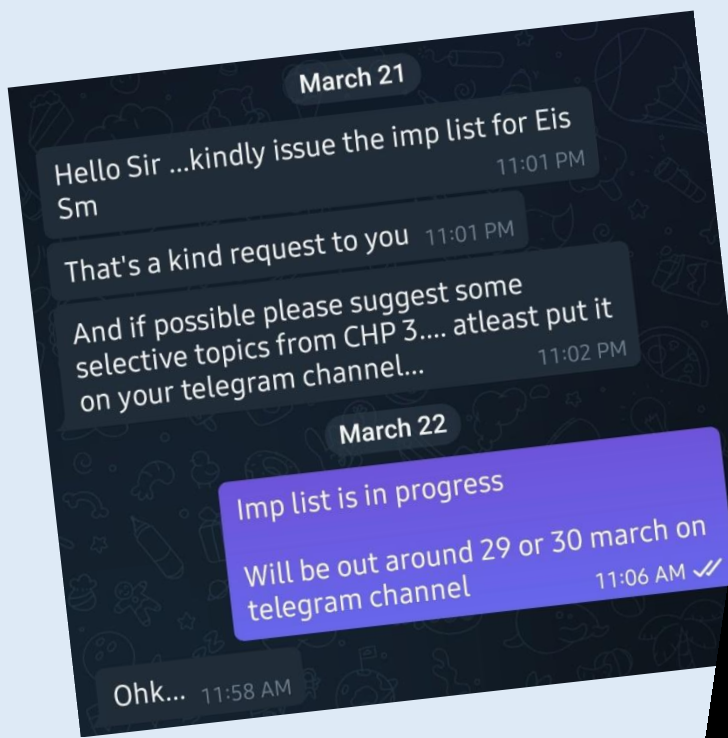 March 21
Hello Sir ...kindly issue the imp list for Eis
Sm
11:01 PM
That's a kind request to you 11:01 PM
And if possible please suggest some
selective topics from CHP 3.... atleast put it
on your telegram channel...
11:02 PM
March 22
Imp list is in progress
Will be out around 29 or 30 march on
telegram channel
11:06 AM
Ohk... 11:58 AM